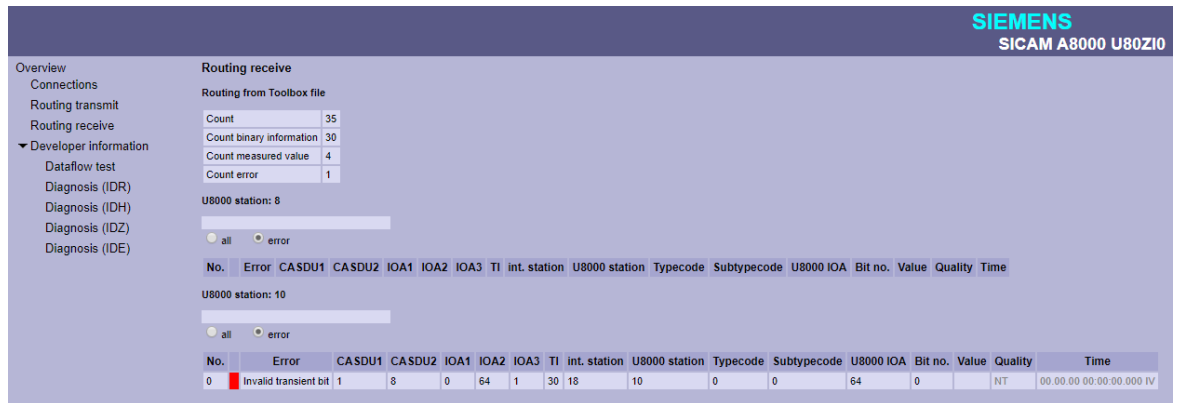 SIEMENS
SICAM A8000 U80ZI0
Overview
Connections
Routing transmit
Routing receive
Developer information
Dataflow test
Diagnosis (IDR)
Diagnosis (IDH)
Diagnosis (IDZ)
Diagnosis (IDE)
Routing receive
Routing from Toolbox file
Count 35
Count binary information 30
Count measured value 4
Count error 1
U8000 station: 8
all error
No. Error CASDU1 CASDU2 IOA1 IOA2 IOA3 TI int. station U8000 station Typecode Subtypecode U8000 IOA Bit no. Value Quality Time
U8000 station: 10
all error
No. Error CASDU1 CASDU2 IOA1 IOA2 IOA3 TI int. station U8000 station Typecode Subtypecode U8000 IOA Bit no. Value Quality Time
0 Invalid transient bit 1 8 0 64 1 30 18 10 0 0 64 0 NT 00.00.00 00:00:00.000 IV